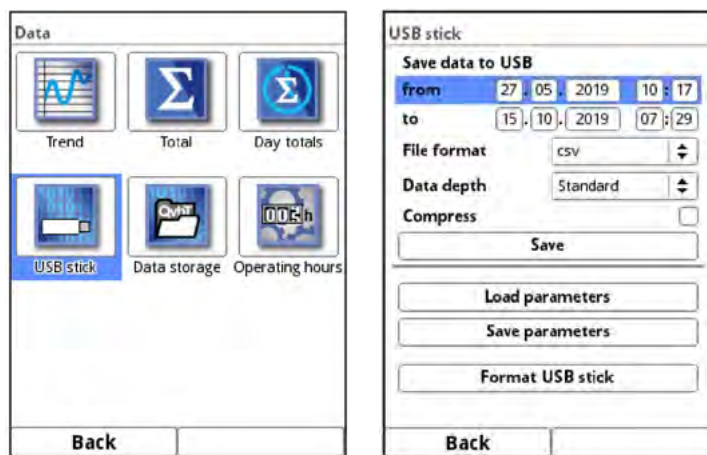 Data
Trend
Total
Day totals
USB stick
Data storage
Operating hours
Back
USB stick
Save data to USB
from 27 . 05 . 2019 10 : 17
to 15 . 10 . 2019 07 : 29
File format csv
Data depth Standard
Compress
Save
Load parameters
Save parameters
Format USB stick
Back